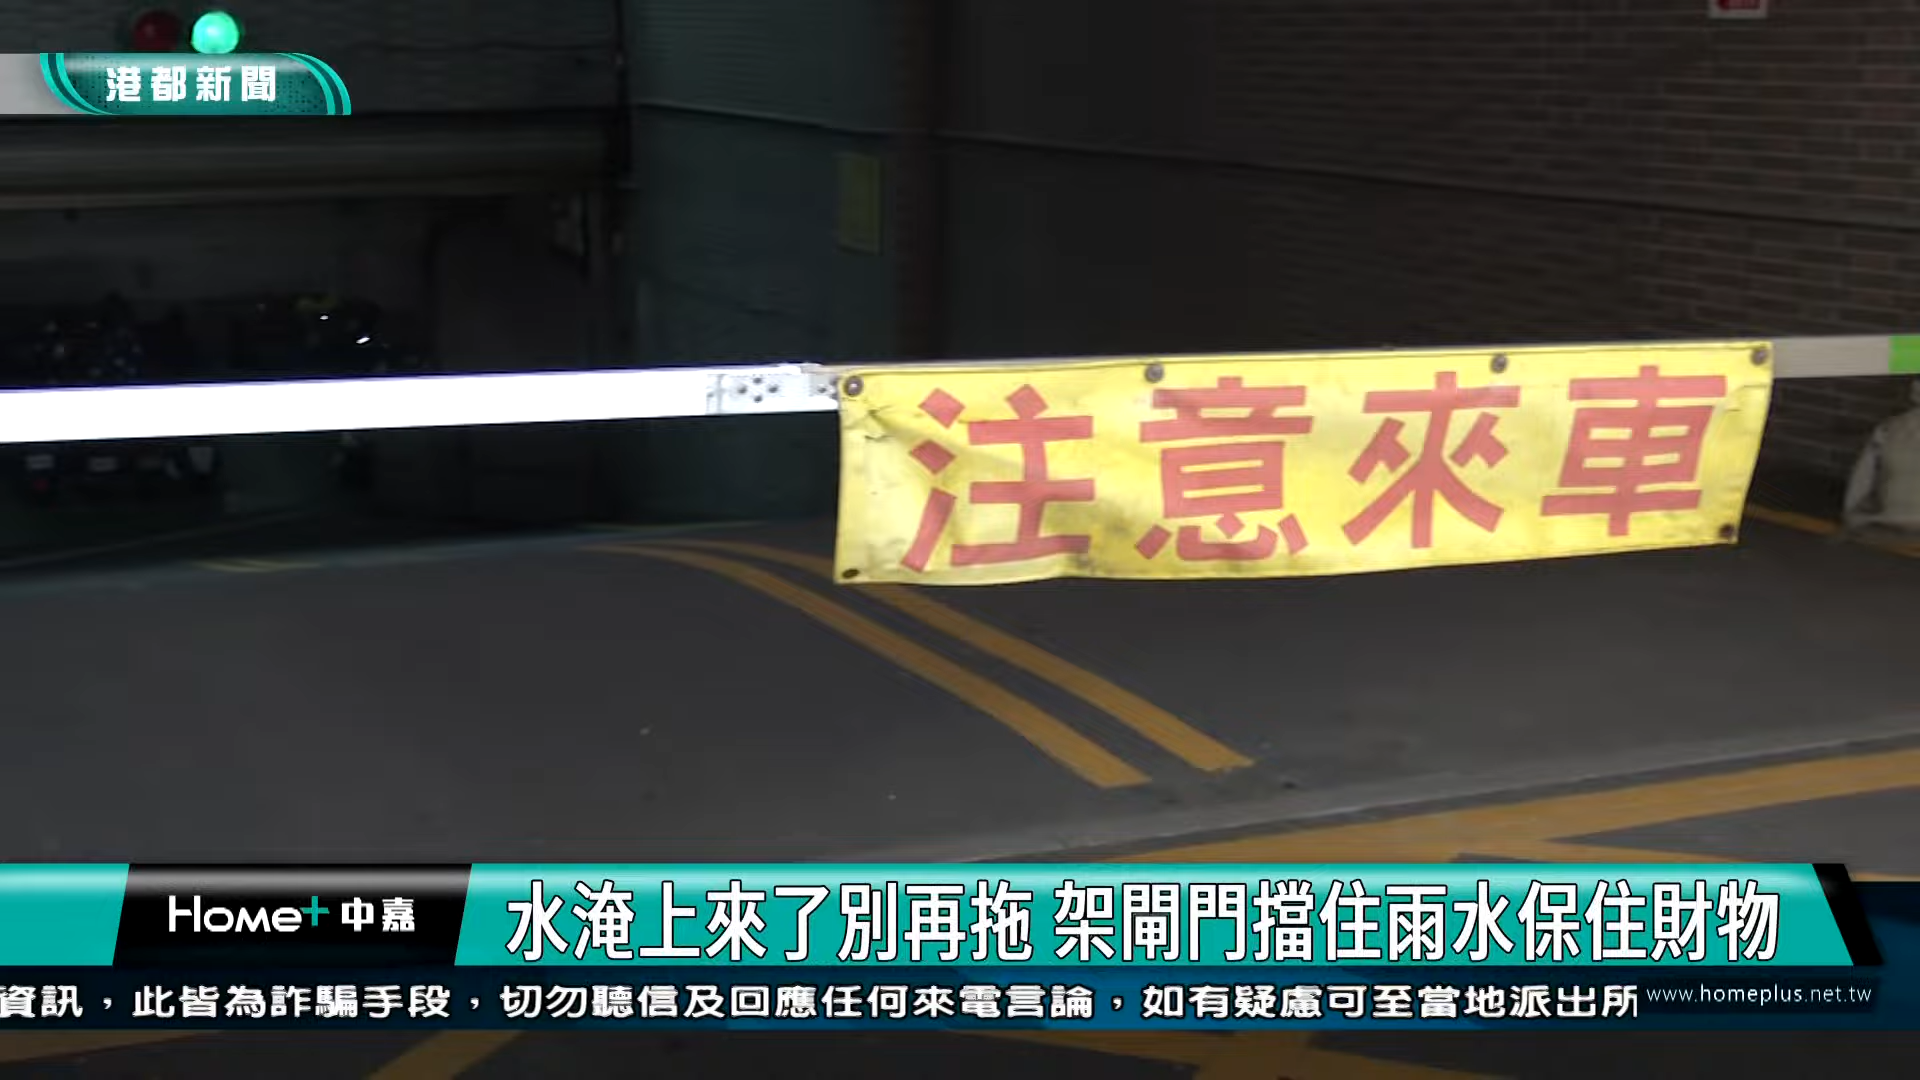 港都新聞
注意來車
Home+中嘉
水淹上來了別再拖 架閘門擋住雨水保住財物
資訊，此皆為詐騙手段，切勿聽信及回應任何來電言論，如有疑慮可至當地派出所
www.homeplus.net.tw